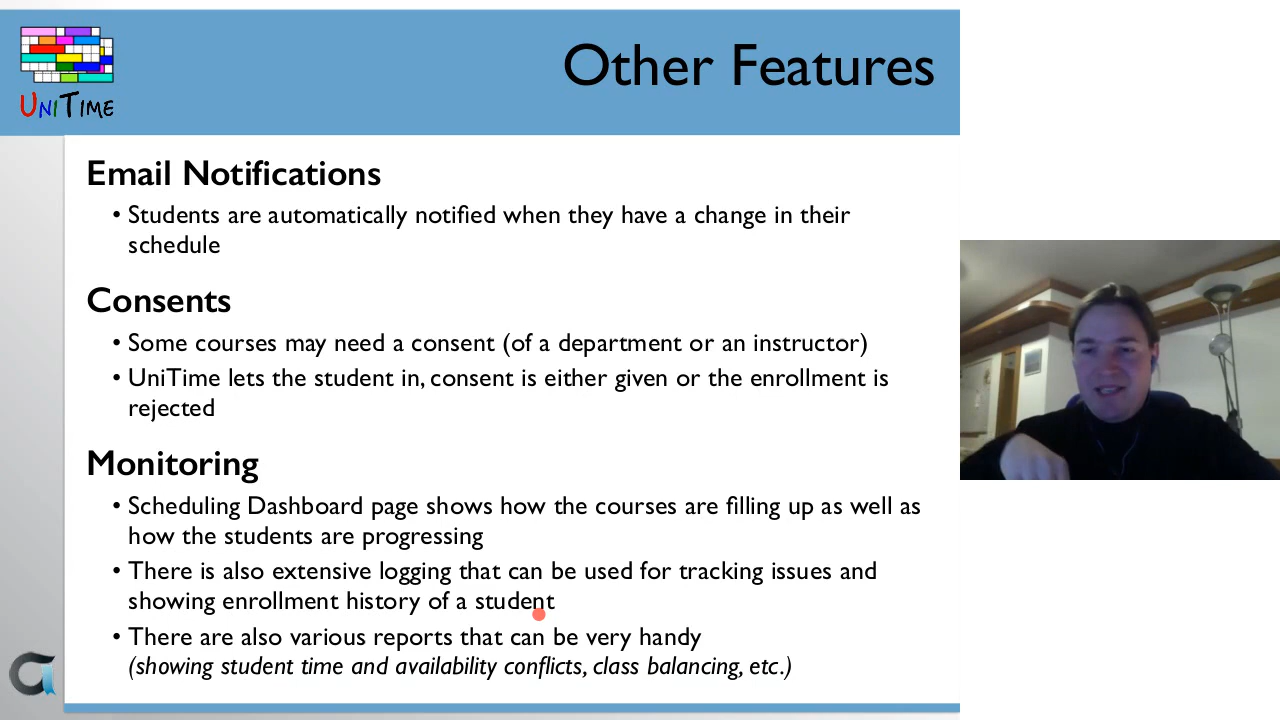 UniTime
Other Features
Email Notifications
• Students are automatically notified when they have a change in their
schedule
Consents
• Some courses may need a consent (of a department or an instructor)
• UniTime lets the student in, consent is either given or the enrollment is
rejected
Monitoring
• Scheduling Dashboard page shows how the courses are filling up as well as
how the students are progressing
• There is also extensive logging that can be used for tracking issues and
showing enrollment history of a student
• There are also various reports that can be very handy
(showing student time and availability conflicts, class balancing, etc.)